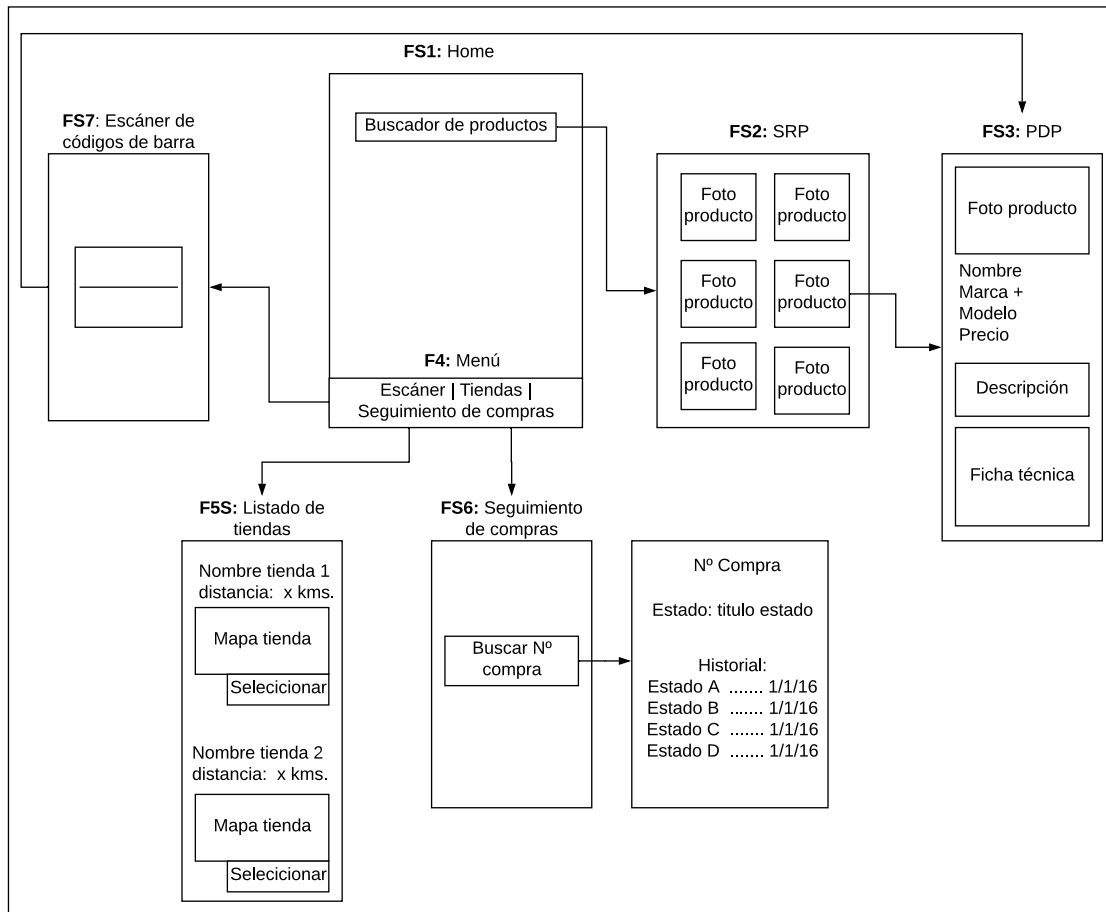 FS1: Home
FS7: Escáner de
códigos de barra
Buscador de productos
F4: Menú
Escáner | Tiendas |
Seguimiento de compras
FS2: SRP
Foto
producto
Foto
producto
Foto
producto
Foto
producto
Foto
producto
Foto
producto
FS3: PDP
Foto producto
Nombre
Marca +
Modelo
Precio
Descripción
Ficha técnica
F5S: Listado de
tiendas
Nombre tienda 1
distancia: x kms.
Mapa tienda
Selecicionar
Nombre tienda 2
distancia: x kms.
Mapa tienda
Selecicionar
FS6: Seguimiento
de compras
Buscar Nº
compra
Nº Compra
Estado: titulo estado
Historial:
Estado A ....... 1/1/16
Estado B ....... 1/1/16
Estado C ....... 1/1/16
Estado D ....... 1/1/16